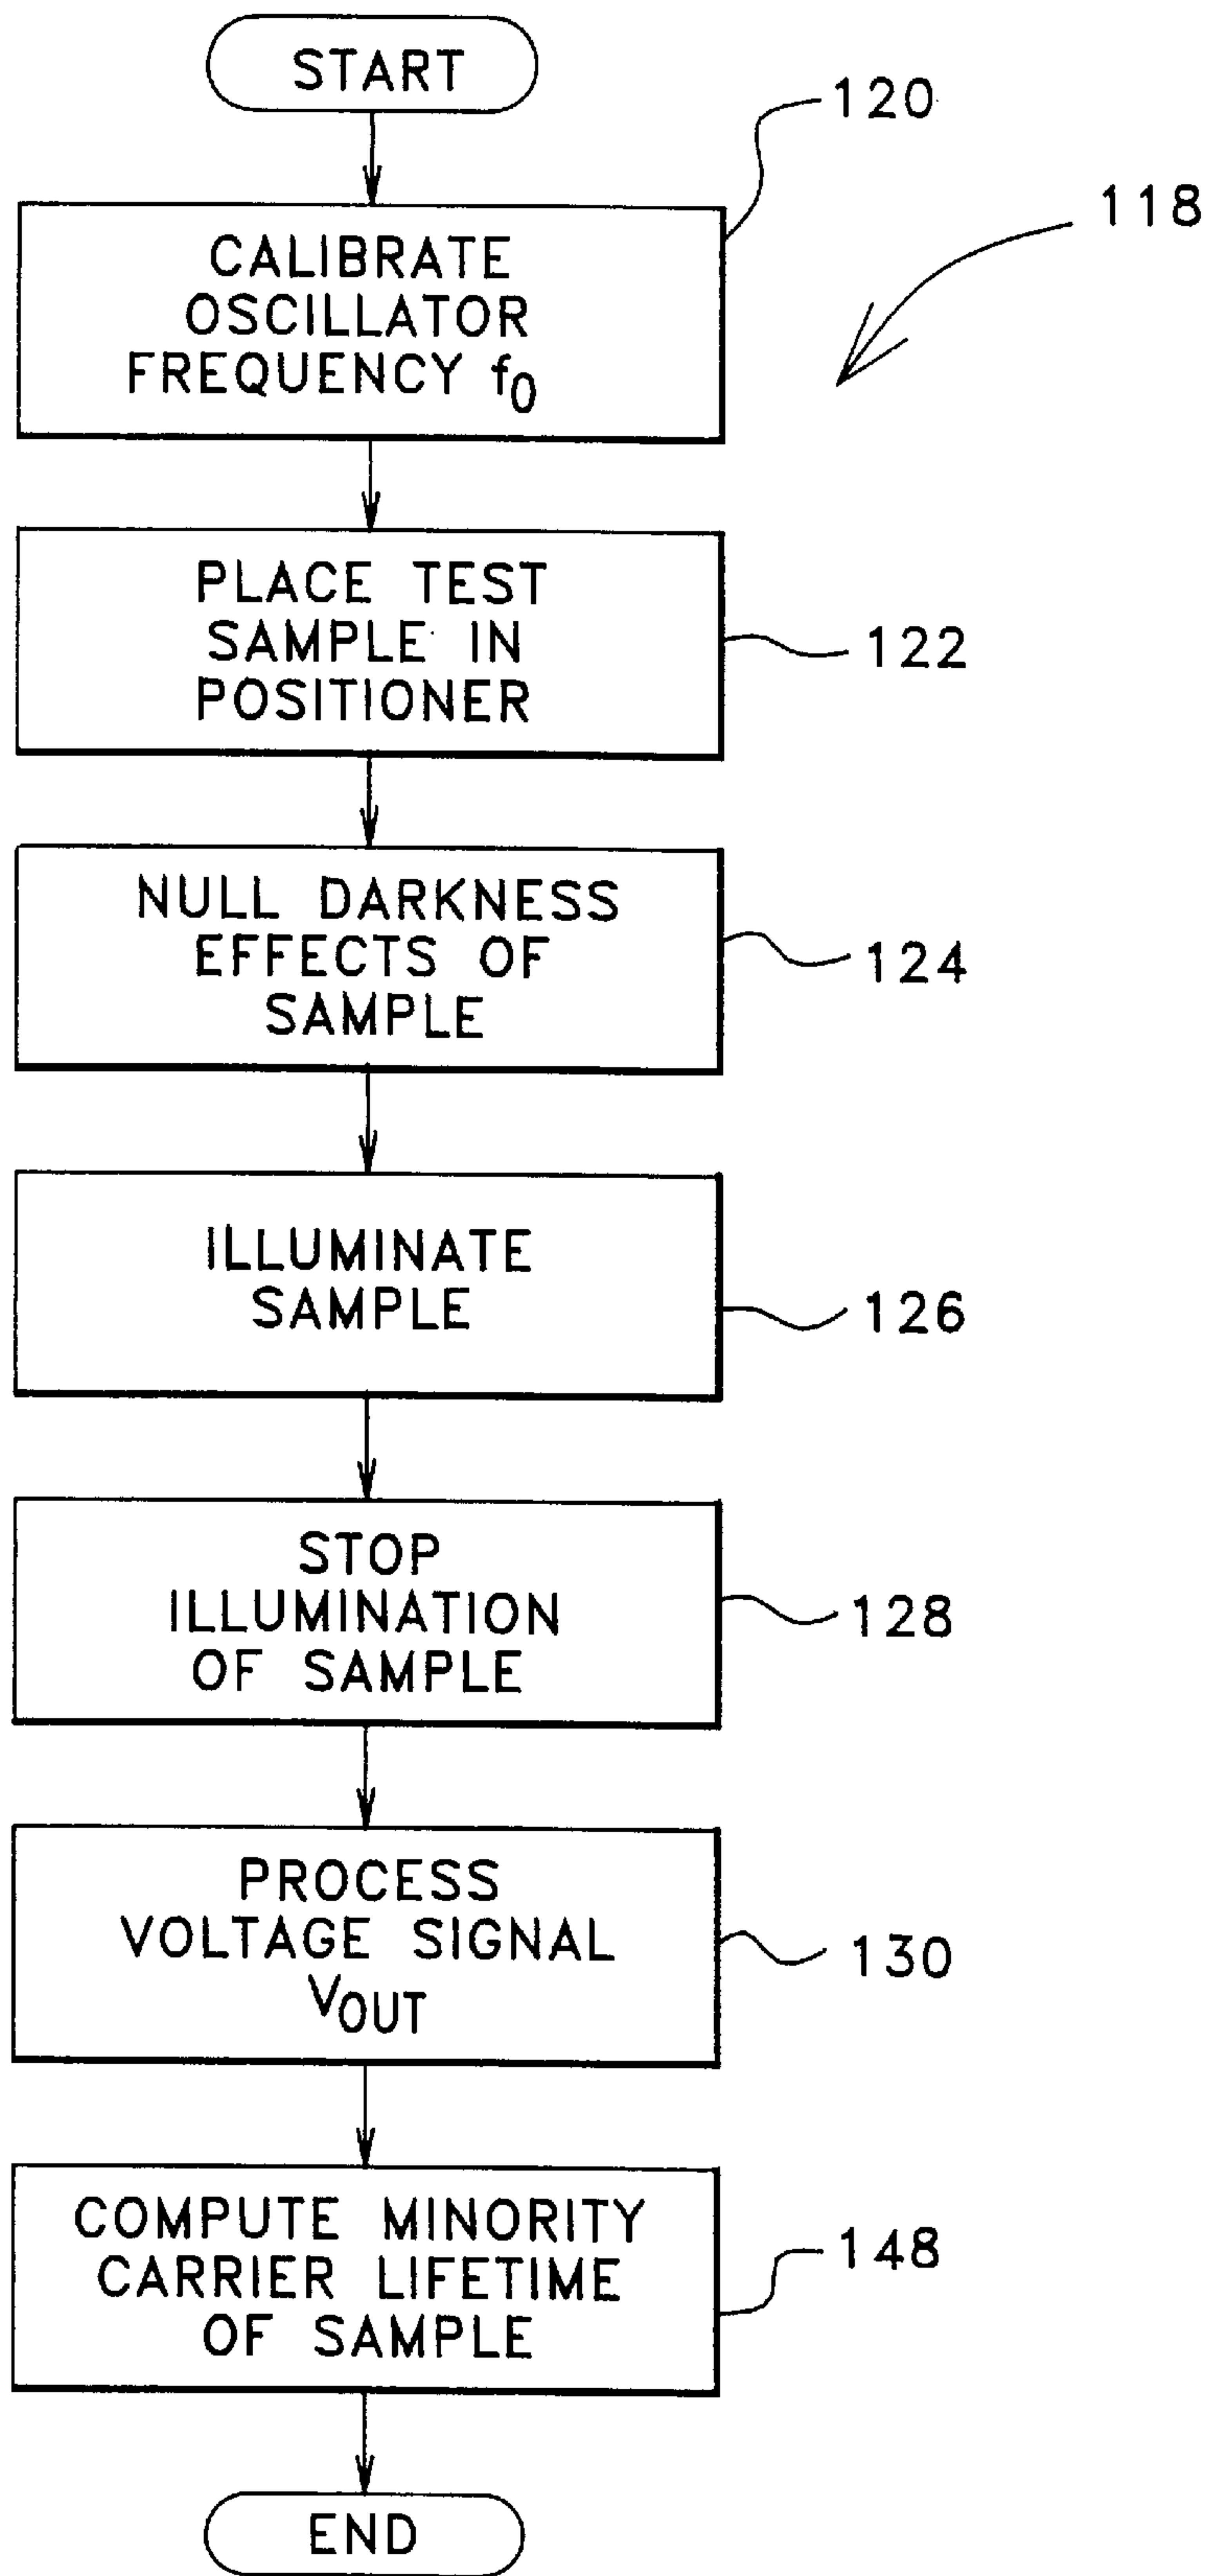 START
120
118
CALIBRATE
OSCILLATOR
FREQUENCY f0
PLACE TEST
SAMPLE IN
POSITIONER
122
NULL DARKNESS
EFFECTS OF
SAMPLE
124
ILLUMINATE
SAMPLE
126
STOP
ILLUMINATION
OF SAMPLE
128
PROCESS
VOLTAGE SIGNAL
VOUT
130
COMPUTE MINORITY
CARRIER LIFETIME
OF SAMPLE
148
END